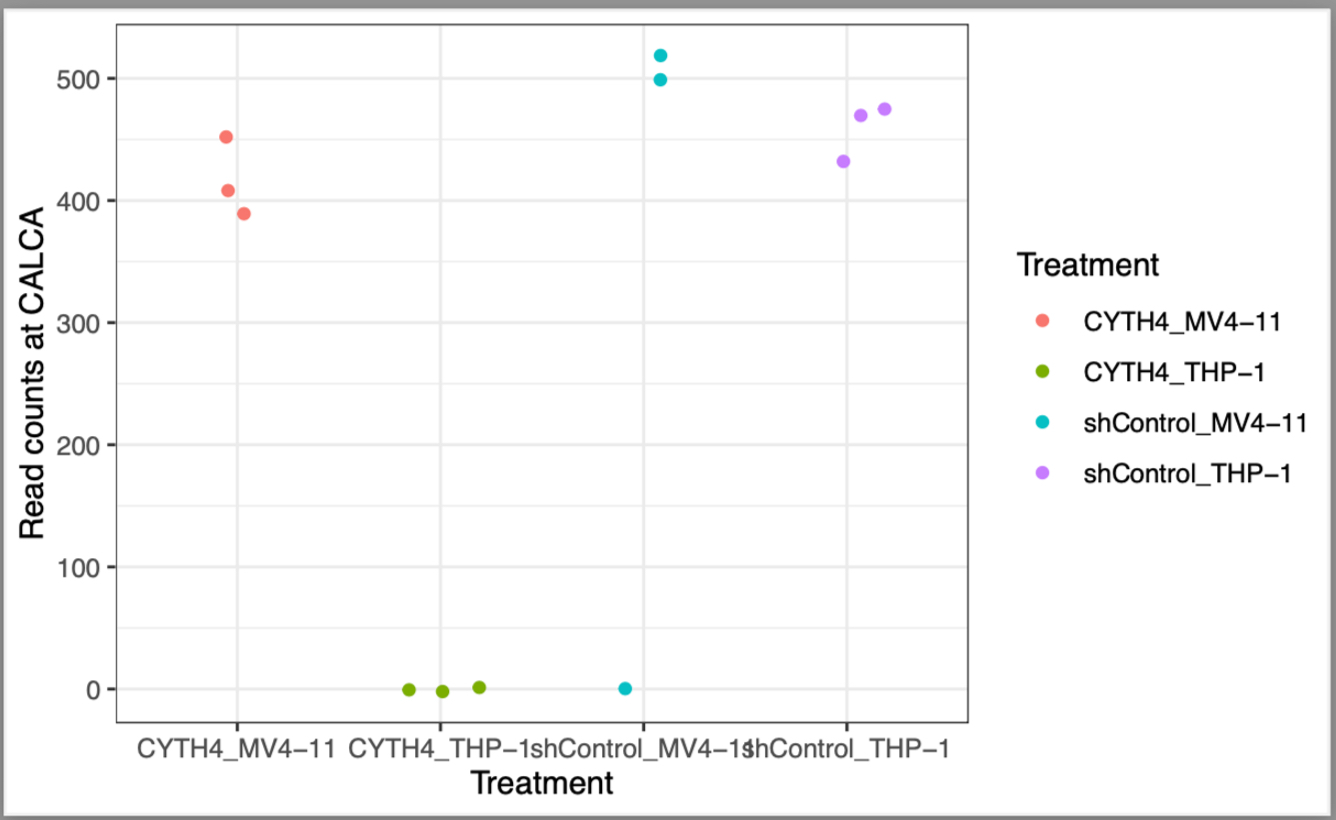 500
400
300
200
100
0
Read counts at CALCA
CYTH4_MV4−11 CYTH4_THP−1 shControl_MV4−11 shControl_THP−1
Treatment
Treatment
CYTH4_MV4−11
CYTH4_THP−1
shControl_MV4−11
shControl_THP−1